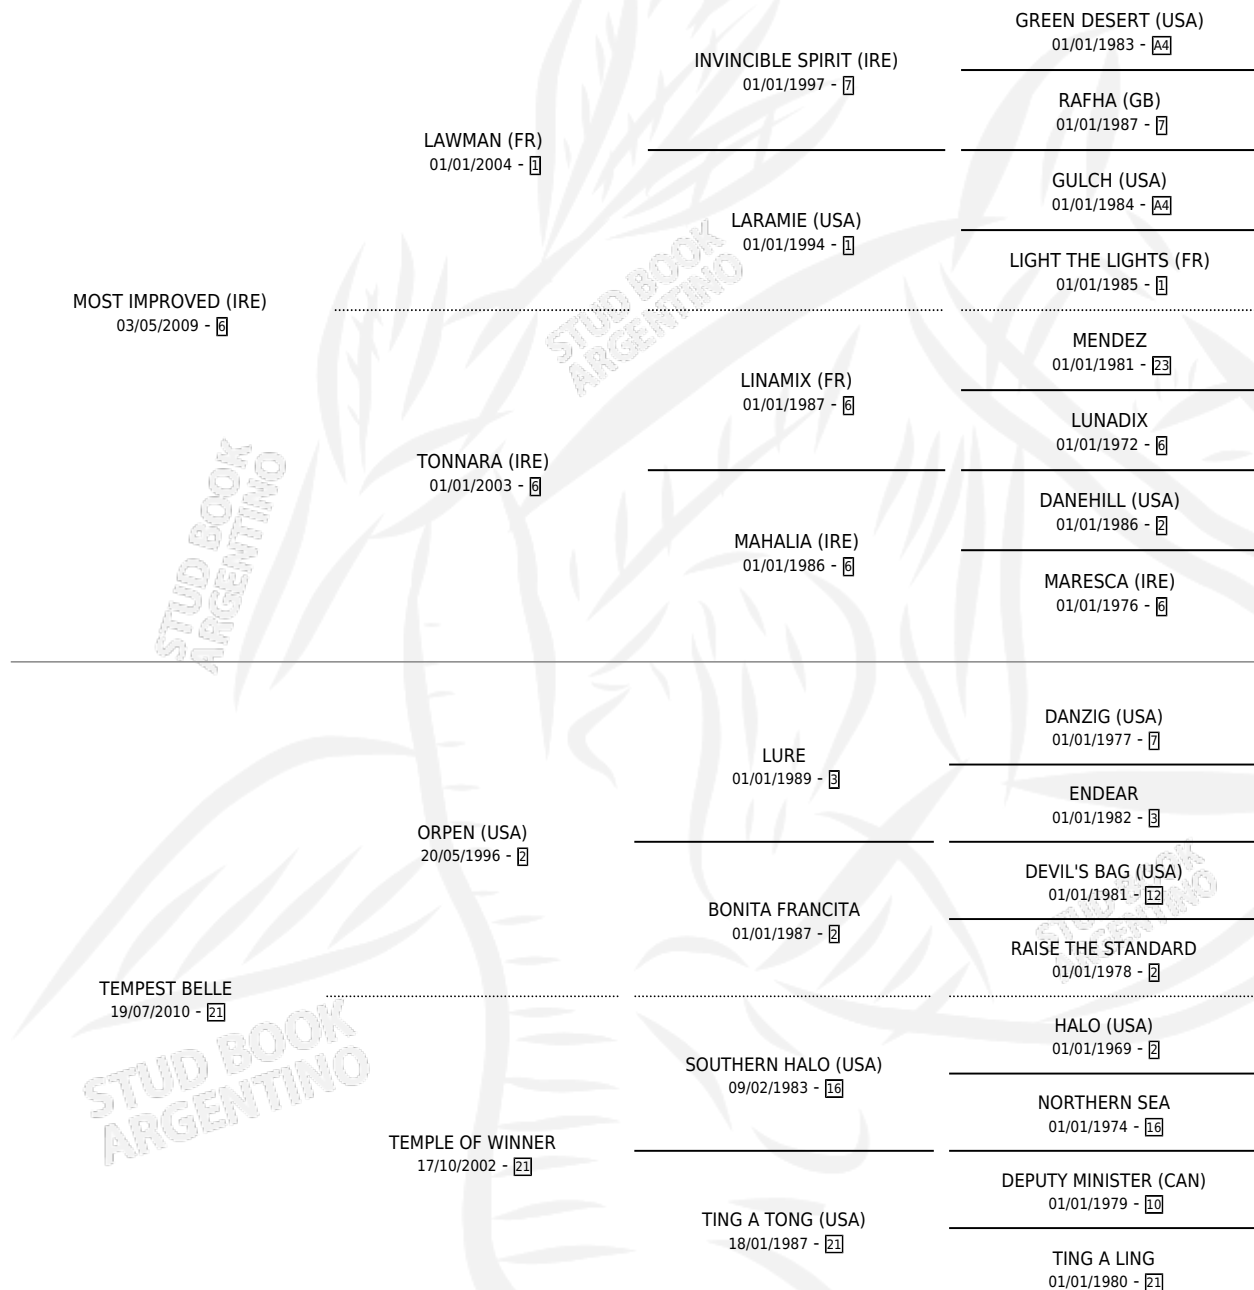 GREEN DESERT (USA)
01/01/1983 - A4
INVINCIBLE SPIRIT (IRE)
01/01/1997 - 7
RAFHA (GB)
01/01/1987 - 7
LAWMAN (FR)
01/01/2004 - 1
GULCH (USA)
01/01/1984 - A4
LARAMIE (USA)
01/01/1994 - 1
LIGHT THE LIGHTS (FR)
01/01/1985 - 1
MOST IMPROVED (IRE)
03/05/2009 - 6
MENDEZ
01/01/1981 - 23
LINAMIX (FR)
01/01/1987 - 6
LUNADIX
01/01/1972 - 6
TONNARA (IRE)
01/01/2003 - 6
DANEHILL (USA)
01/01/1986 - 2
MAHALIA (IRE)
01/01/1986 - 6
MARESCA (IRE)
01/01/1976 - 6
DANZIG (USA)
01/01/1977 - 7
LURE
01/01/1989 - 3
ENDEAR
01/01/1982 - 3
ORPEN (USA)
20/05/1996 - 2
DEVIL'S BAG (USA)
01/01/1981 - 12
BONITA FRANCITA
01/01/1987 - 2
RAISE THE STANDARD
01/01/1978 - 2
TEMPEST BELLE
19/07/2010 - 21
HALO (USA)
01/01/1969 - 2
SOUTHERN HALO (USA)
09/02/1983 - 16
NORTHERN SEA
01/01/1974 - 16
TEMPLE OF WINNER
17/10/2002 - 21
DEPUTY MINISTER (CAN)
01/01/1979 - 10
TING A TONG (USA)
18/01/1987 - 21
TING A LING
01/01/1980 - 21
STUD BOOK
ARGENTINO
STUD BOOK
ARGENTINO
STUD BOOK
ARGENTINO
STUD BOOK
ARGENTINO